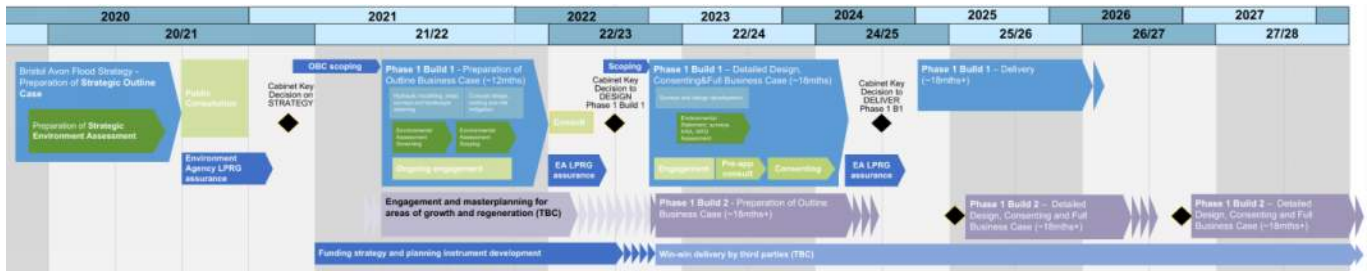 2020
2021
2022
2023
2024
2025
2026
2027
20/21
21/22
22/23
22/24
24/25
25/26
26/27
27/28
Bristol Avon Flood Strategy -
Preparation of Strategic Outline
Case
Preparation of Strategic
Environment Assessment
Public
Consultation
Environment
Agency LPRG
assurance
Cabinet Key
Decision on
STRATEGY
OBC scoping
Phase 1 Build 1 - Preparation of
Outline Business Case (~12mths)
Environmental
Assessment
Screening
Environmental
Assessment
Scoping
Ongoing engagement
Consult
EA LPRG
assurance
Scoping
Cabinet Key
Decision to
DESIGN
Phase 1 Build 1
Phase 1 Build 1 – Detailed Design,
Consenting&Full Business Case (~18mths)
Engagement
Pre-app
consult
Consenting
EA LPRG
assurance
Cabinet Key
Decision to
DELIVER
Phase 1 B1
Phase 1 Build 1 – Delivery
(~18mths+)
Engagement and masterplanning for
areas of growth and regeneration (TBC)
Phase 1 Build 2 - Preparation of Outline
Business Case (~18mths+)
Phase 1 Build 2 – Detailed
Design, Consenting and Full
Business Case (~18mths+)
Phase 1 Build 2 – Detailed
Design, Consenting and Full
Business Case (~18mths+)
Funding strategy and planning instrument development
Win-win delivery by third parties (TBC)